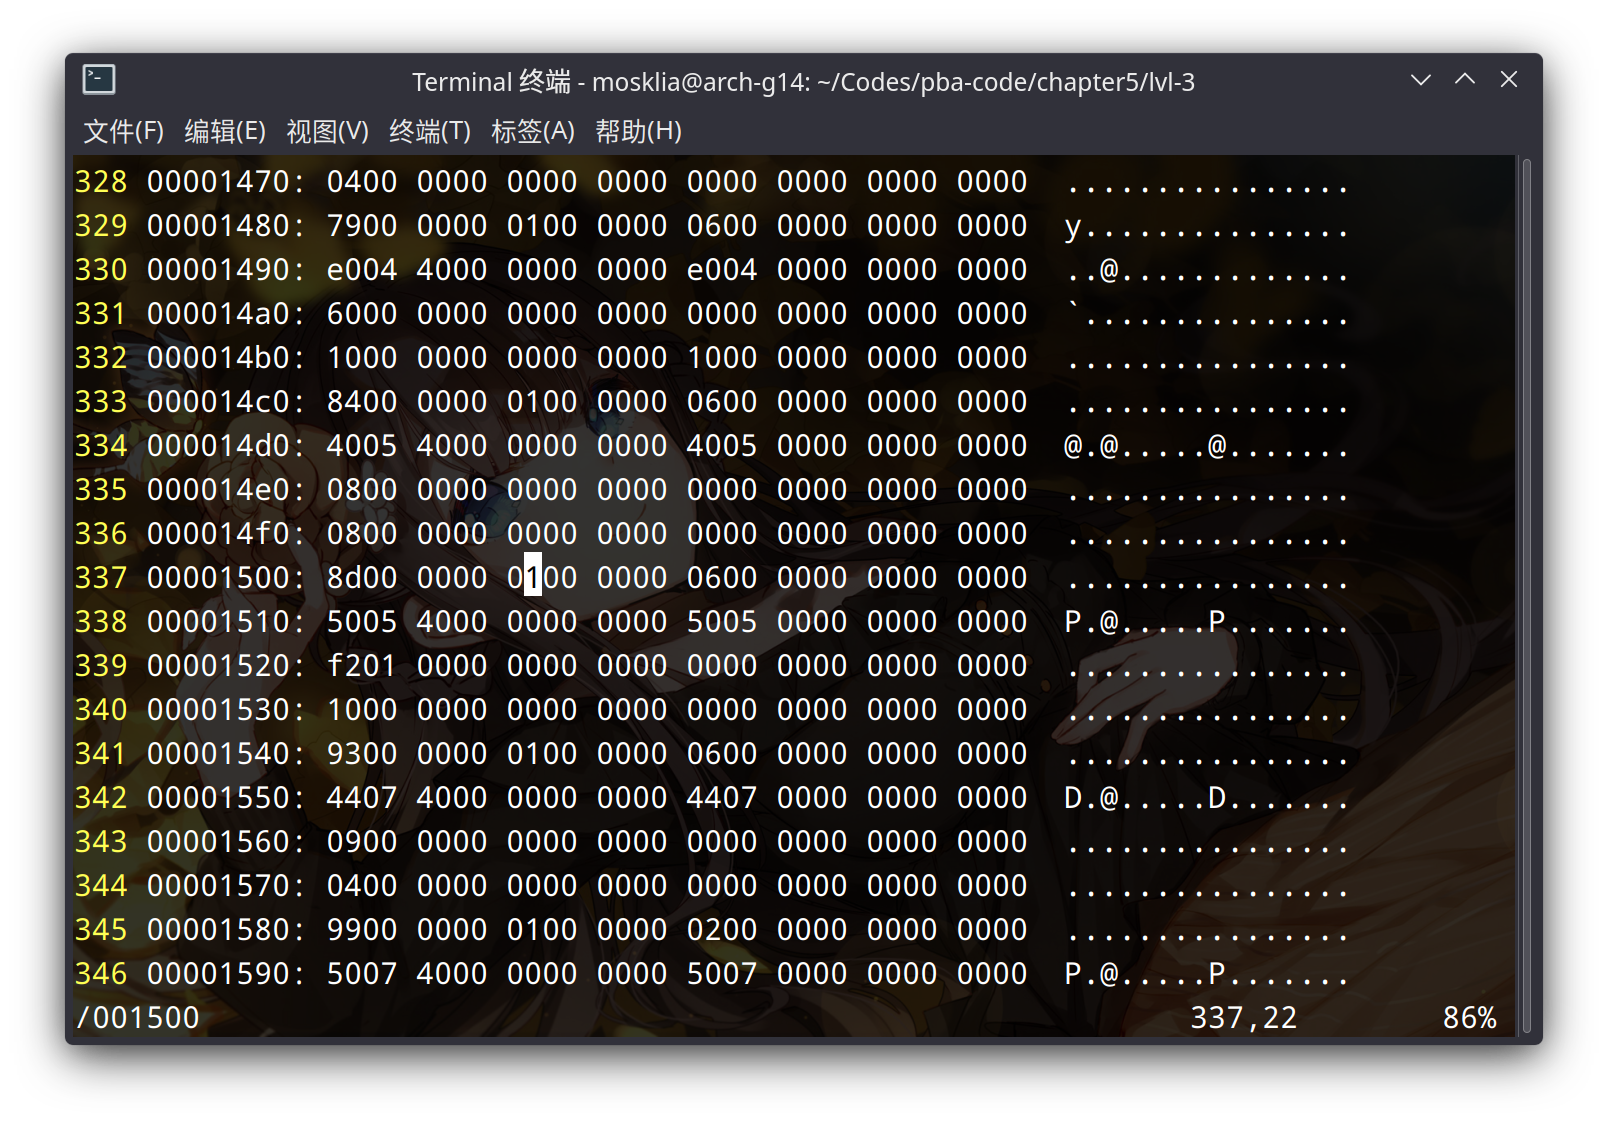 Terminal 终端 - mosklia@arch-g14: ~/Codes/pba-code/chapter5/lvl-3
文件(F) 编辑(E) 视图(V) 终端(T) 标签(A) 帮助(H)
328 00001470: 0400 0000 0000 0000 0000 0000 0000 0000  ................
329 00001480: 7900 0000 0100 0000 0600 0000 0000 0000  y...............
330 00001490: e004 4000 0000 0000 e004 0000 0000 0000  ..@.............
331 000014a0: 6000 0000 0000 0000 0000 0000 0000 0000  `...............
332 000014b0: 1000 0000 0000 0000 1000 0000 0000 0000  ................
333 000014c0: 8400 0000 0100 0000 0600 0000 0000 0000  ................
334 000014d0: 4005 4000 0000 0000 4005 0000 0000 0000  @.@.....@.......
335 000014e0: 0800 0000 0000 0000 0000 0000 0000 0000  ................
336 000014f0: 0800 0000 0000 0000 0000 0000 0000 0000  ................
337 00001500: 8d00 0000 0100 0000 0600 0000 0000 0000  ................
338 00001510: 5005 4000 0000 0000 5005 0000 0000 0000  P.@.....P.......
339 00001520: f201 0000 0000 0000 0000 0000 0000 0000  ................
340 00001530: 1000 0000 0000 0000 0000 0000 0000 0000  ................
341 00001540: 9300 0000 0100 0000 0600 0000 0000 0000  ................
342 00001550: 4407 4000 0000 0000 4407 0000 0000 0000  D.@.....D.......
343 00001560: 0900 0000 0000 0000 0000 0000 0000 0000  ................
344 00001570: 0400 0000 0000 0000 0000 0000 0000 0000  ................
345 00001580: 9900 0000 0100 0000 0200 0000 0000 0000  ................
346 00001590: 5007 4000 0000 0000 5007 0000 0000 0000  P.@.....P.......
/001500 337,22 86%